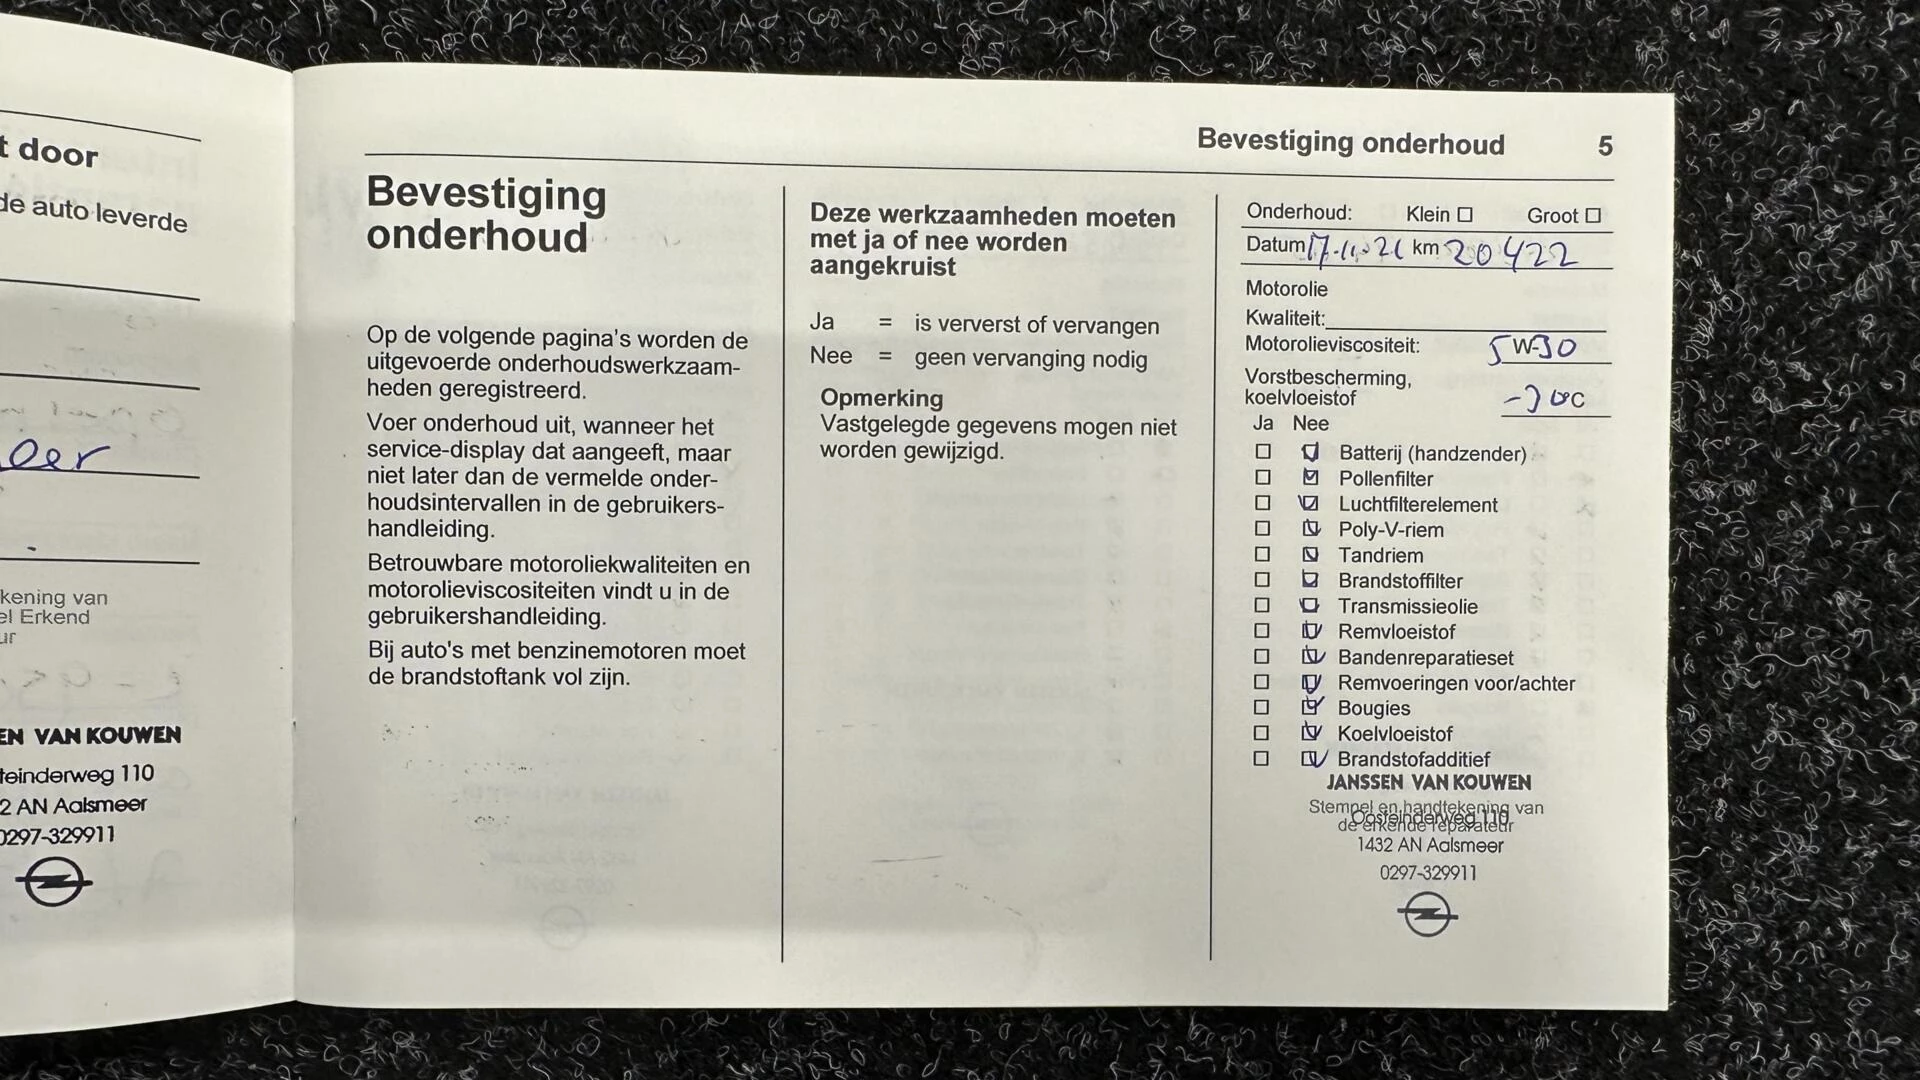 t door
de auto leverde
oer
kening van
el Erkend
ur
EN VAN KOUWEN
teinderweg 110
2 AN Aalsmeer
0297-329911
Bevestiging onderhoud 5
Bevestiging
onderhoud
Op de volgende pagina's worden de
uitgevoerde onderhoudswerkzaam-
heden geregistreerd.
Voer onderhoud uit, wanneer het
service-display dat aangeeft, maar
niet later dan de vermelde onder-
houdsintervallen in de gebruikers-
handleiding.
Betrouwbare motoroliekwaliteiten en
motorolieviscositeiten vindt u in de
gebruikershandleiding.
Bij auto's met benzinemotoren moet
de brandstoftank vol zijn.
Deze werkzaamheden moeten
met ja of nee worden
aangekruist
Ja = is ververst of vervangen
Nee = geen vervanging nodig
Opmerking
Vastgelegde gegevens mogen niet
worden gewijzigd.
Onderhoud: Klein Groot
Datum 17-11-21 km 20422
Motorolie
Kwaliteit:
Motorolieviscositeit: 5W-30
Vorstbescherming,
koelvloeistof -30°C
Ja Nee
Batterij (handzender)
Pollenfilter
Luchtfilterelement
Poly-V-riem
Tandriem
Brandstoffilter
Transmissieolie
Remvloeistof
Bandenreparatieset
Remvoeringen voor/achter
Bougies
Koelvloeistof
Brandstofadditief
JANSSEN VAN KOUWEN
Stempel en handtekening van
Oosteinderweg 110
de erkende reparateur
1432 AN Aalsmeer
0297-329911